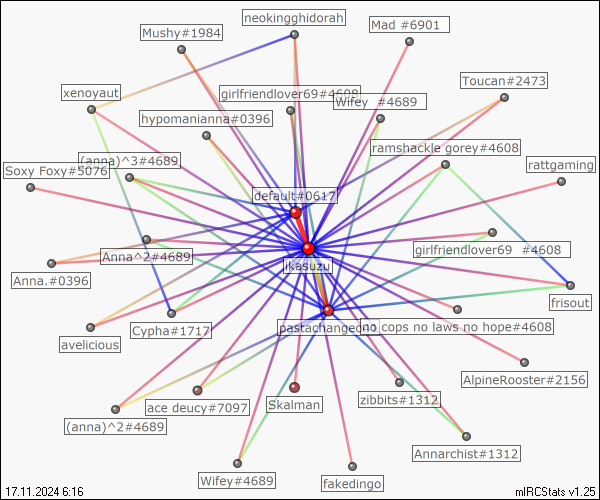 neokingghidorah
Mushy#1984
Mad #6901
Toucan#2473
xenoyaut
girlfriendlover69#4608
Wifey #4689
hypomanianna#0396
ramshackle gorey#4608
(anna)^3#4689
rattgaming
Soxy Foxy#5076
default#0617
Anna^2#4689
girlfriendlover69 #4608
ikasuzu
Anna.#0396
frisout
Cypha#1717
pastachangedno1
no cops no laws no hope#4608
avelicious
AlpineRooster#2156
zibbits#1312
ace deucy#7097
Skalman
(anna)^2#4689
Annarchist#1312
Wifey#4689
fakedingo
17.11.2024 6:16
mIRCStats v1.25